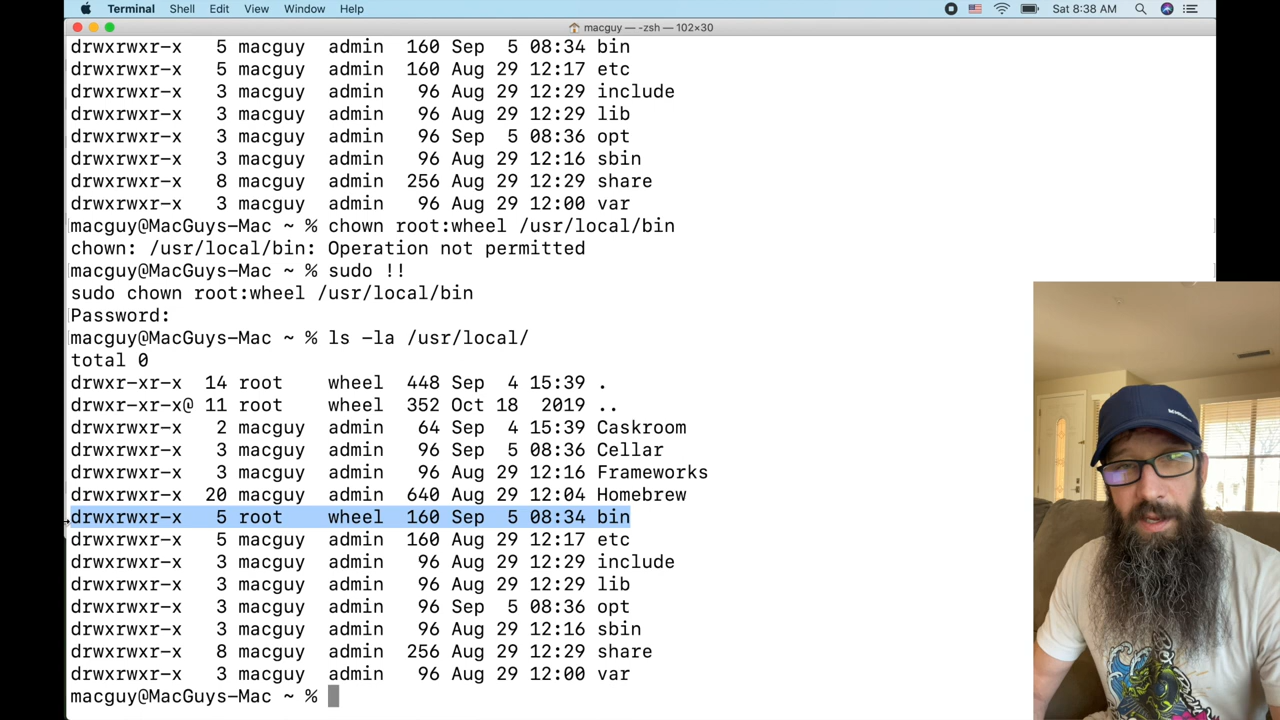 Terminal Shell Edit View Window Help Sat 8:38 AM
macguy — -zsh — 102×30
drwxrwxr-x 5 macguy admin 160 Sep 5 08:34 bin
drwxrwxr-x 5 macguy admin 160 Aug 29 12:17 etc
drwxrwxr-x 3 macguy admin 96 Aug 29 12:29 include
drwxrwxr-x 3 macguy admin 96 Aug 29 12:29 lib
drwxrwxr-x 3 macguy admin 96 Sep 5 08:36 opt
drwxrwxr-x 3 macguy admin 96 Aug 29 12:16 sbin
drwxrwxr-x 8 macguy admin 256 Aug 29 12:29 share
drwxrwxr-x 3 macguy admin 96 Aug 29 12:00 var
macguy@MacGuys-Mac ~ % chown root:wheel /usr/local/bin
chown: /usr/local/bin: Operation not permitted
macguy@MacGuys-Mac ~ % sudo !!
sudo chown root:wheel /usr/local/bin
Password:
macguy@MacGuys-Mac ~ % ls -la /usr/local/
total 0
drwxr-xr-x 14 root wheel 448 Sep 4 15:39 .
drwxr-xr-x@ 11 root wheel 352 Oct 18 2019 ..
drwxrwxr-x 2 macguy admin 64 Sep 4 15:39 Caskroom
drwxrwxr-x 3 macguy admin 96 Sep 5 08:36 Cellar
drwxrwxr-x 3 macguy admin 96 Aug 29 12:16 Frameworks
drwxrwxr-x 20 macguy admin 640 Aug 29 12:04 Homebrew
drwxrwxr-x 5 root wheel 160 Sep 5 08:34 bin
drwxrwxr-x 5 macguy admin 160 Aug 29 12:17 etc
drwxrwxr-x 3 macguy admin 96 Aug 29 12:29 include
drwxrwxr-x 3 macguy admin 96 Aug 29 12:29 lib
drwxrwxr-x 3 macguy admin 96 Sep 5 08:36 opt
drwxrwxr-x 3 macguy admin 96 Aug 29 12:16 sbin
drwxrwxr-x 8 macguy admin 256 Aug 29 12:29 share
drwxrwxr-x 3 macguy admin 96 Aug 29 12:00 var
macguy@MacGuys-Mac ~ %